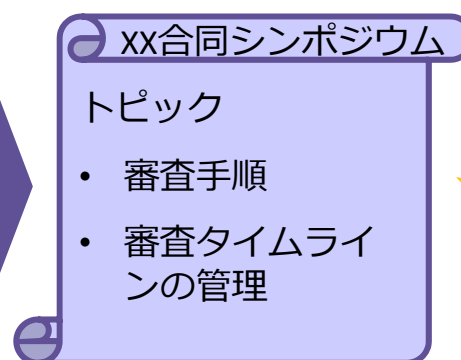 xx合同シンポジウム
トピック
• 審査手順
• 審査タイムライ
ンの管理